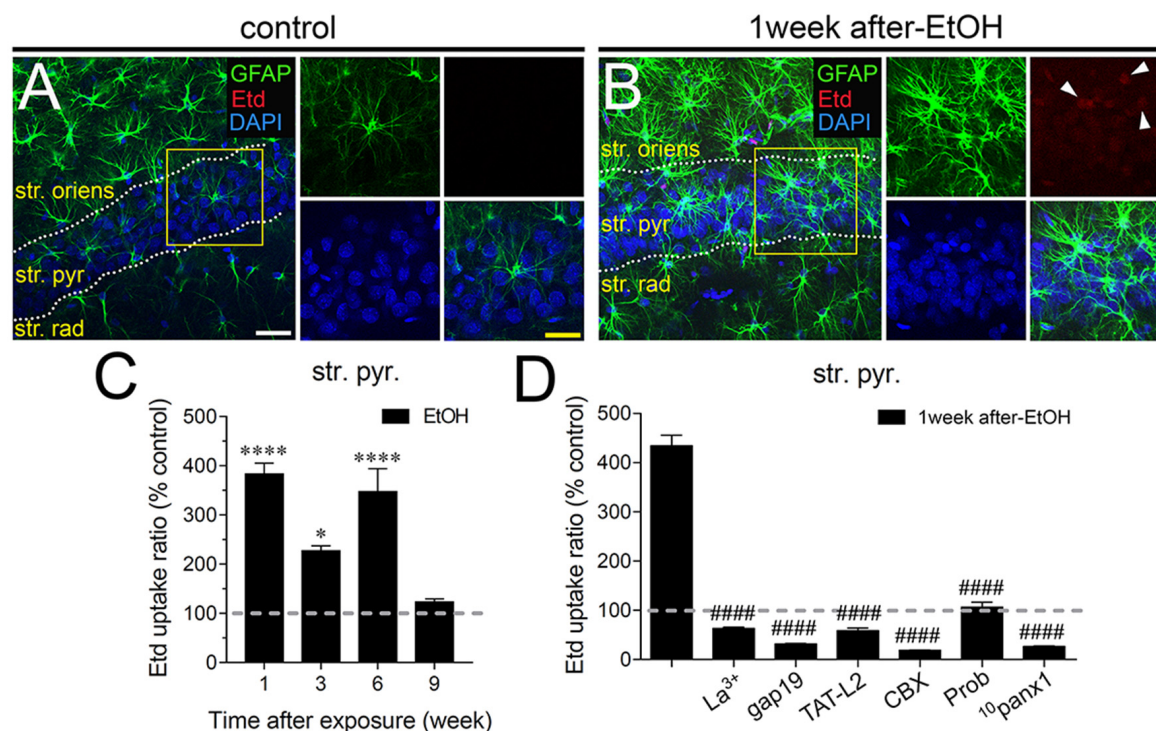 control
1week after-EtOH
A
GFAP
Etd
DAPI
str. oriens
str. pyr
str. rad
B
GFAP
Etd
DAPI
str. oriens
str. pyr
str. rad
C
str. pyr.
EtOH
Etd uptake ratio (% control)
500
400
300
200
100
0
****
*
****
1 3 6 9
Time after exposure (week)
D
str. pyr.
1week after-EtOH
Etd uptake ratio (% control)
500
400
300
200
100
0
####
####
####
####
####
####
La³⁺
gap19
TAT-L2
CBX
Prob
¹⁰panx1